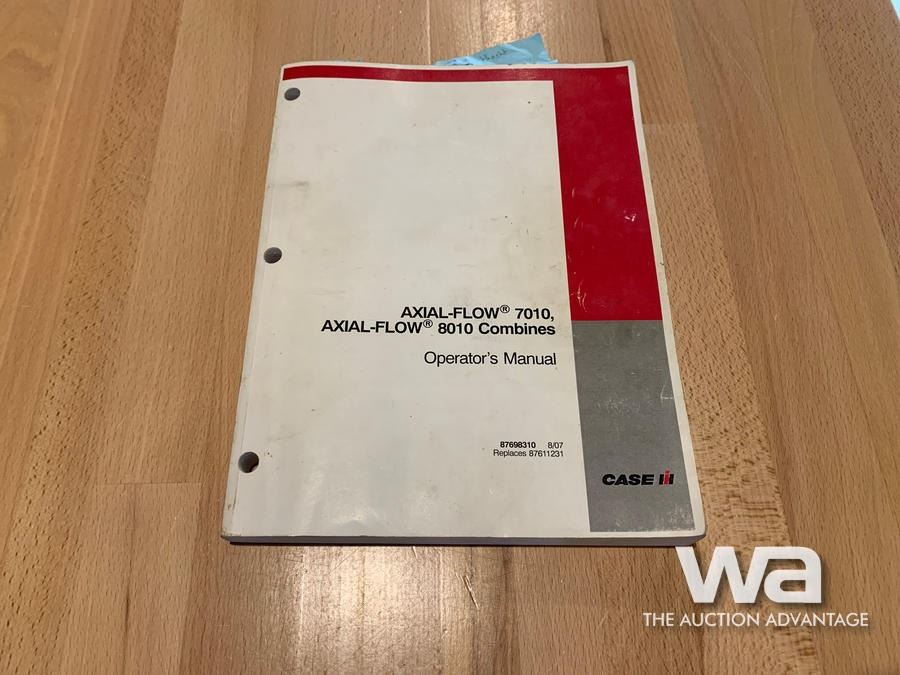 AXIAL-FLOW® 7010,
AXIAL-FLOW® 8010 Combines
Operator's Manual
87698310 8/07
Replaces 87611231
CASE IH
wa
THE AUCTION ADVANTAGE